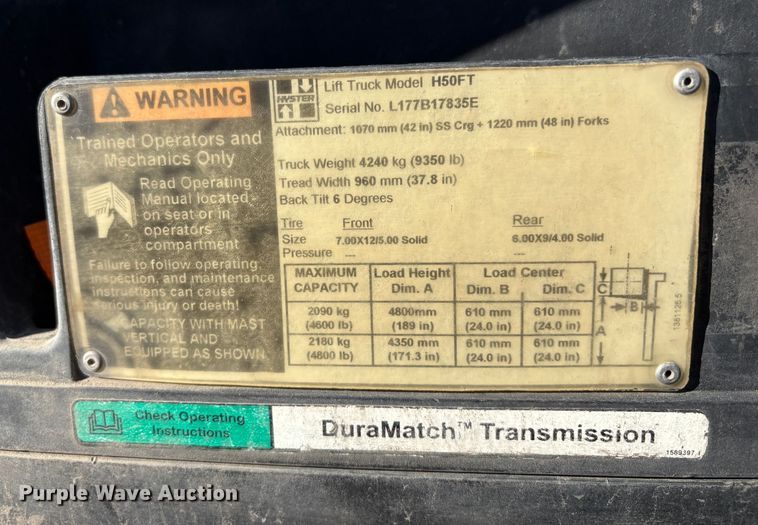 WARNING
Trained Operators and
Mechanics Only
Read Operating
Manual located
on seat or in
operators
compartment
Failure to follow operating,
inspection, and maintenance
instructions can cause
serious injury or death!
CAPACITY WITH MAST
VERTICAL AND
EQUIPPED AS SHOWN
HYSTER
Lift Truck Model H50FT
Serial No. L177B17835E
Attachment: 1070 mm (42 in) SS Crg + 1220 mm (48 in) Forks
Truck Weight 4240 kg (9350 lb)
Tread Width 960 mm (37.8 in)
Back Tilt 6 Degrees
Tire Front Rear
Size 7.00X12/5.00 Solid 6.00X9/4.00 Solid
Pressure --- ---
MAXIMUM CAPACITY Load Height Dim. A Load Center Dim. B Dim. C
2090 kg 4800mm 610 mm 610 mm
(4600 lb) (189 in) (24.0 in) (24.0 in)
2180 kg 4350 mm 610 mm 610 mm
(4800 lb) (171.3 in) (24.0 in) (24.0 in)
C
B
A
1381126.5
Check Operating
Instructions
DuraMatch™ Transmission
1589397
Purple Wave Auction